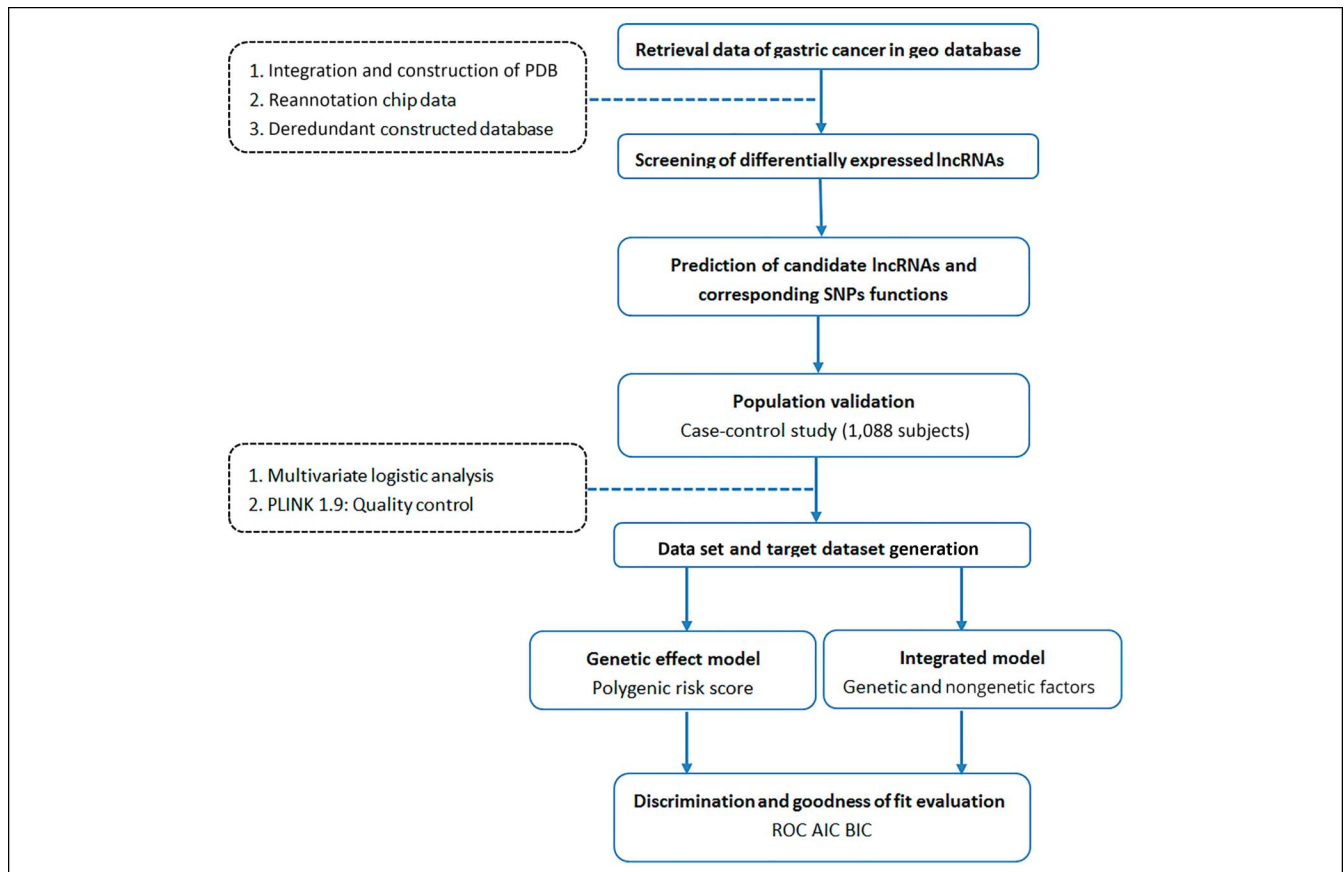 Retrieval data of gastric cancer in geo database
1. Integration and construction of PDB
2. Reannotation chip data
3. Deredundant constructed database
Screening of differentially expressed lncRNAs
Prediction of candidate lncRNAs and
corresponding SNPs functions
Population validation
Case-control study (1,088 subjects)
1. Multivariate logistic analysis
2. PLINK 1.9: Quality control
Data set and target dataset generation
Genetic effect model
Polygenic risk score
Integrated model
Genetic and nongenetic factors
Discrimination and goodness of fit evaluation
ROC AIC BIC